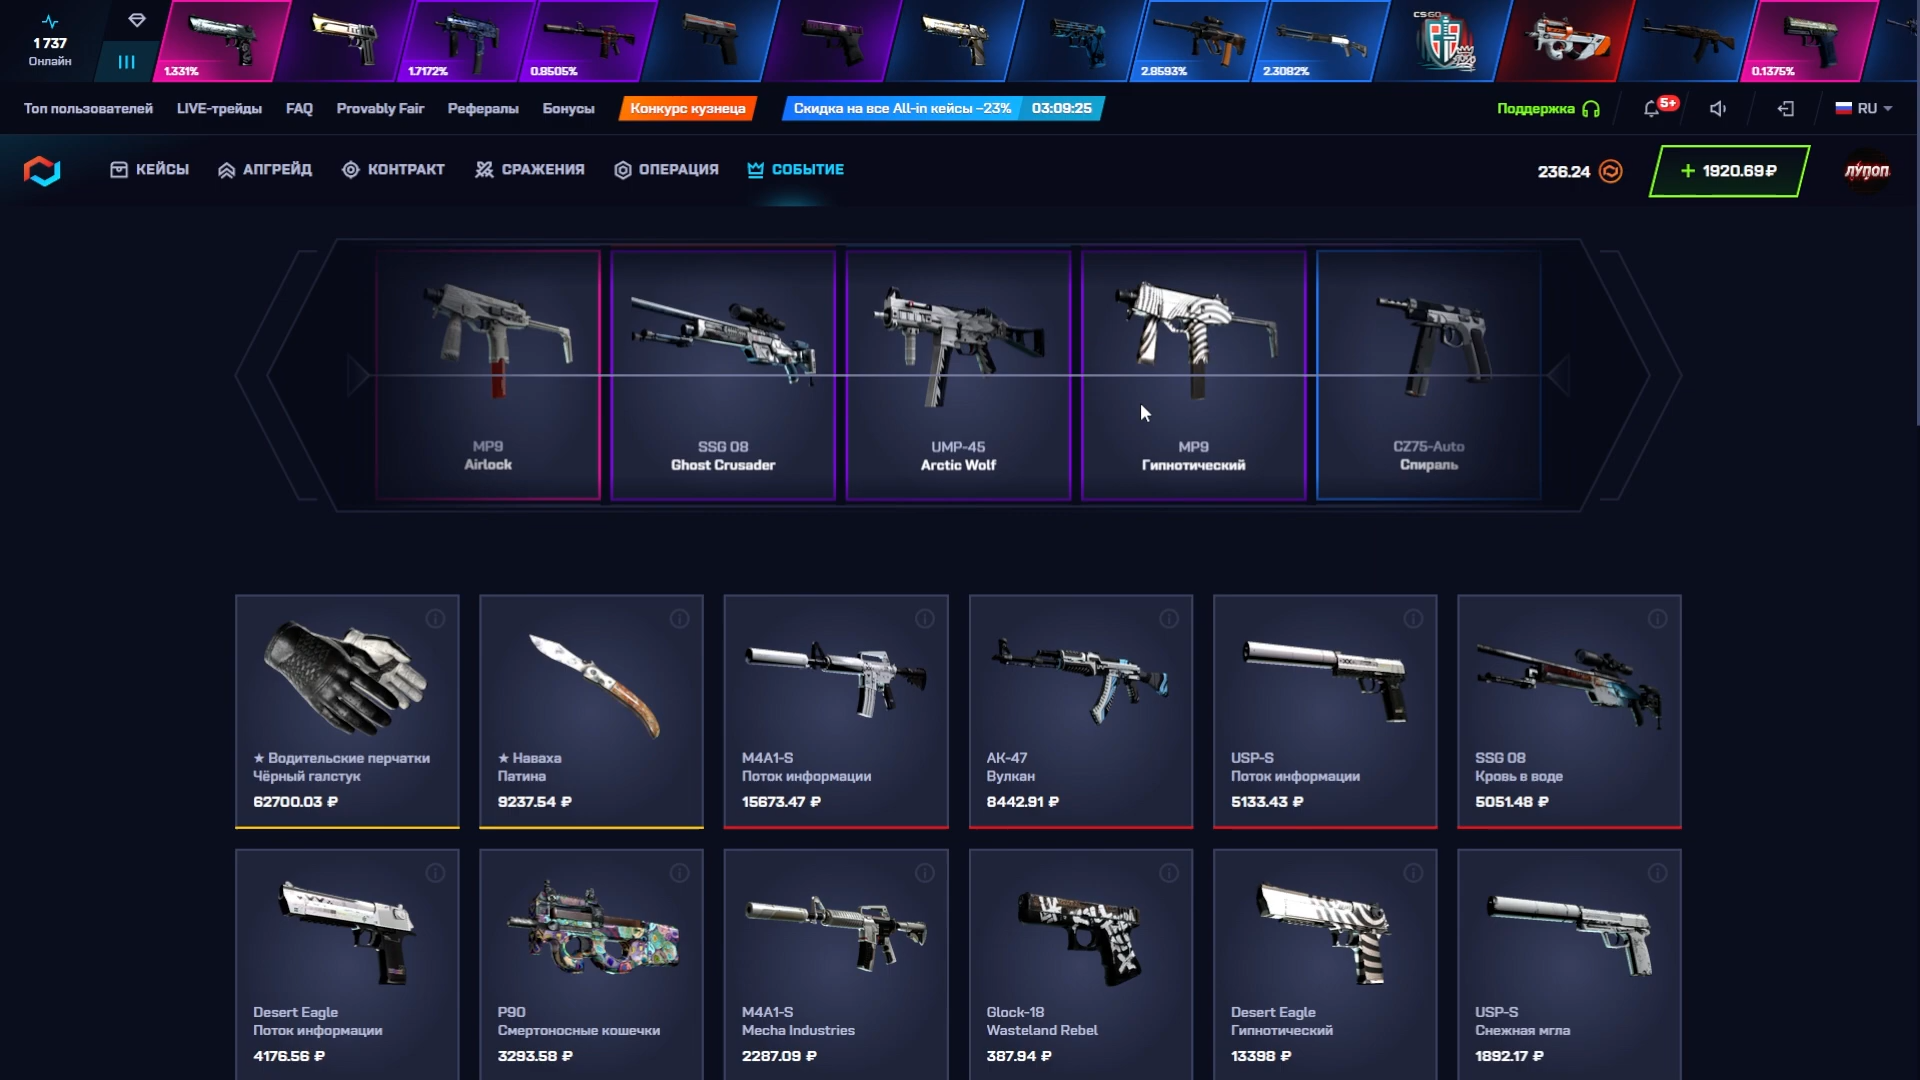 1 737
Онлайн
1.331%
1.7172%
0.8505%
2.8593%
2.3082%
CS:GO
0.1375%
Топ пользователей
LIVE-трейды
FAQ
Provably Fair
Рефералы
Бонусы
Конкурс кузнеца
Скидка на все All-in кейсы –23%
03:09:25
Поддержка
5+
RU
КЕЙСЫ
АПГРЕЙД
КОНТРАКТ
СРАЖЕНИЯ
ОПЕРАЦИЯ
СОБЫТИЕ
236.24
+ 1920.69₽
ЛУПОП
MP9
Airlock
SSG 08
Ghost Crusader
UMP-45
Arctic Wolf
MP9
Гипнотический
CZ75-Auto
Спираль
★ Водительские перчатки
Чёрный галстук
62700.03 ₽
★ Наваха
Патина
9237.54 ₽
M4A1-S
Поток информации
15673.47 ₽
AK-47
Вулкан
8442.91 ₽
USP-S
Поток информации
5133.43 ₽
SSG 08
Кровь в воде
5051.48 ₽
Desert Eagle
Поток информации
4176.56 ₽
P90
Смертоносные кошечки
3293.58 ₽
M4A1-S
Mecha Industries
2287.09 ₽
Glock-18
Wasteland Rebel
387.94 ₽
Desert Eagle
Гипнотический
13398 ₽
USP-S
Снежная мгла
1892.17 ₽